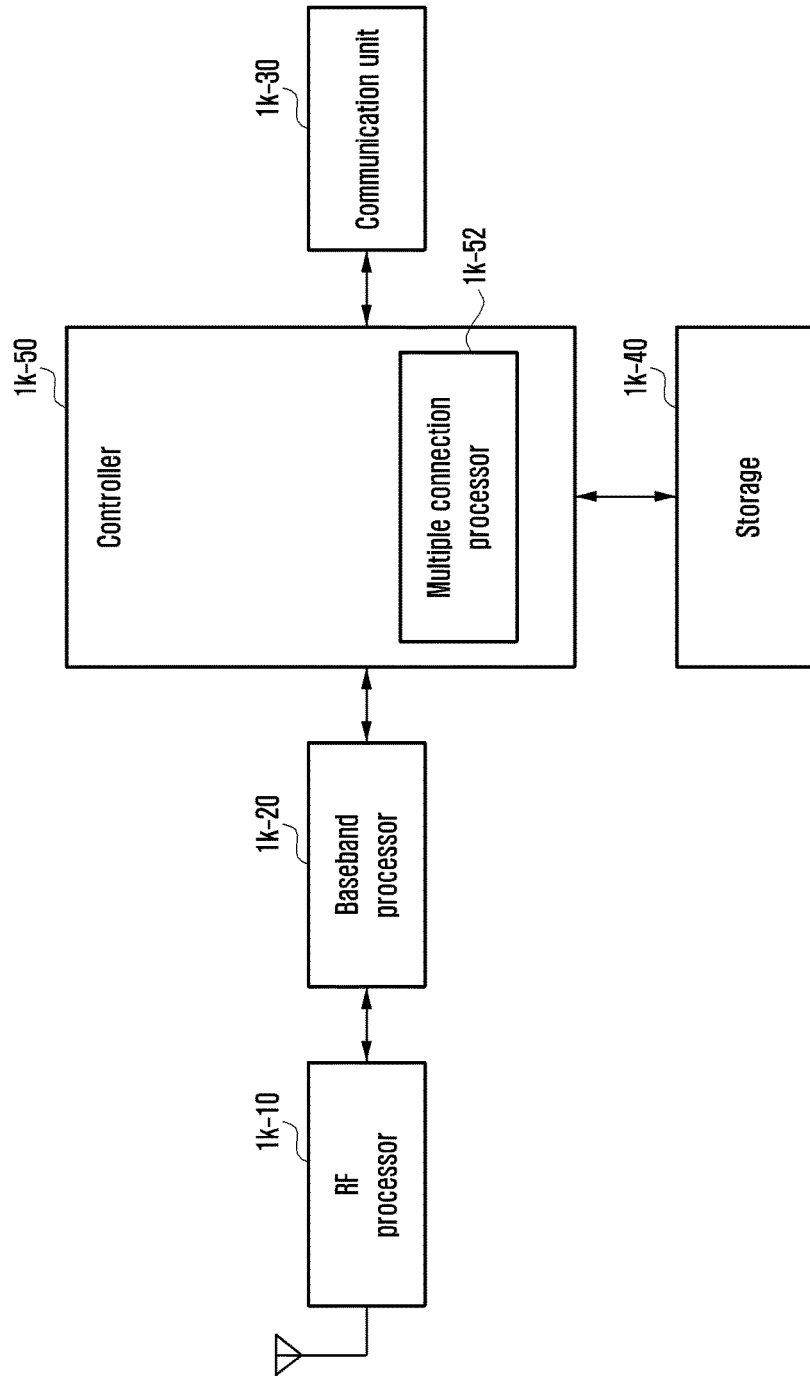 1k-10
RF
processor
1k-20
Baseband
processor
1k-50
Controller
1k-52
Multiple connection
processor
1k-30
Communication unit
1k-40
Storage